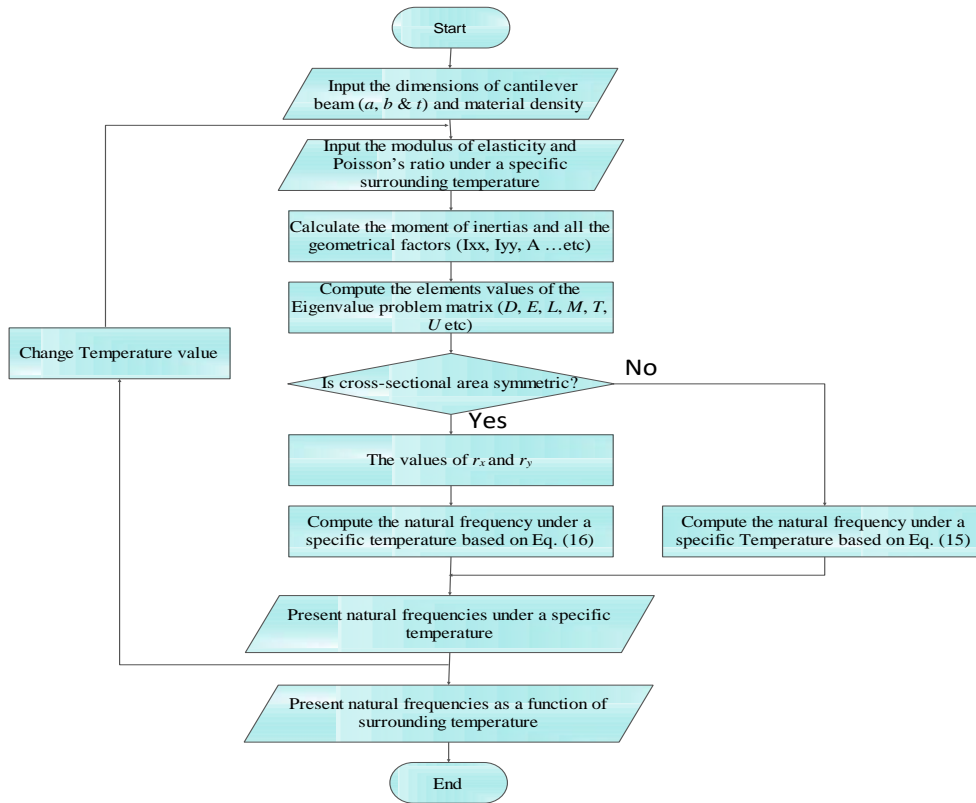 Start
Input the dimensions of cantilever
beam (a, b & t) and material density
Input the modulus of elasticity and
Poisson's ratio under a specific
surrounding temperature
Calculate the moment of inertias and all the
geometrical factors (Ixx, Iyy, A …etc)
Compute the elements values of the
Eigenvalue problem matrix (D, E, L, M, T,
U etc)
Change Temperature value
Is cross-sectional area symmetric?
No
Yes
The values of rx and ry
Compute the natural frequency under a
specific temperature based on Eq. (16)
Compute the natural frequency under a
specific Temperature based on Eq. (15)
Present natural frequencies under a specific
temperature
Present natural frequencies as a function of
surrounding temperature
End